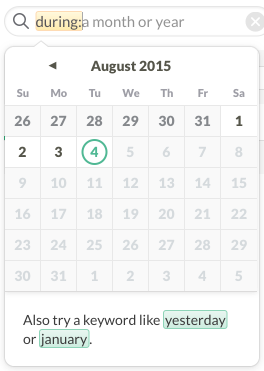 during:a month or year
◄ August 2015
Su Mo Tu We Th Fr Sa
26 27 28 29 30 31 1
2 3 4 5 6 7 8
9 10 11 12 13 14 15
16 17 18 19 20 21 22
23 24 25 26 27 28 29
30 31 1 2 3 4 5
Also try a keyword like yesterday
or january.